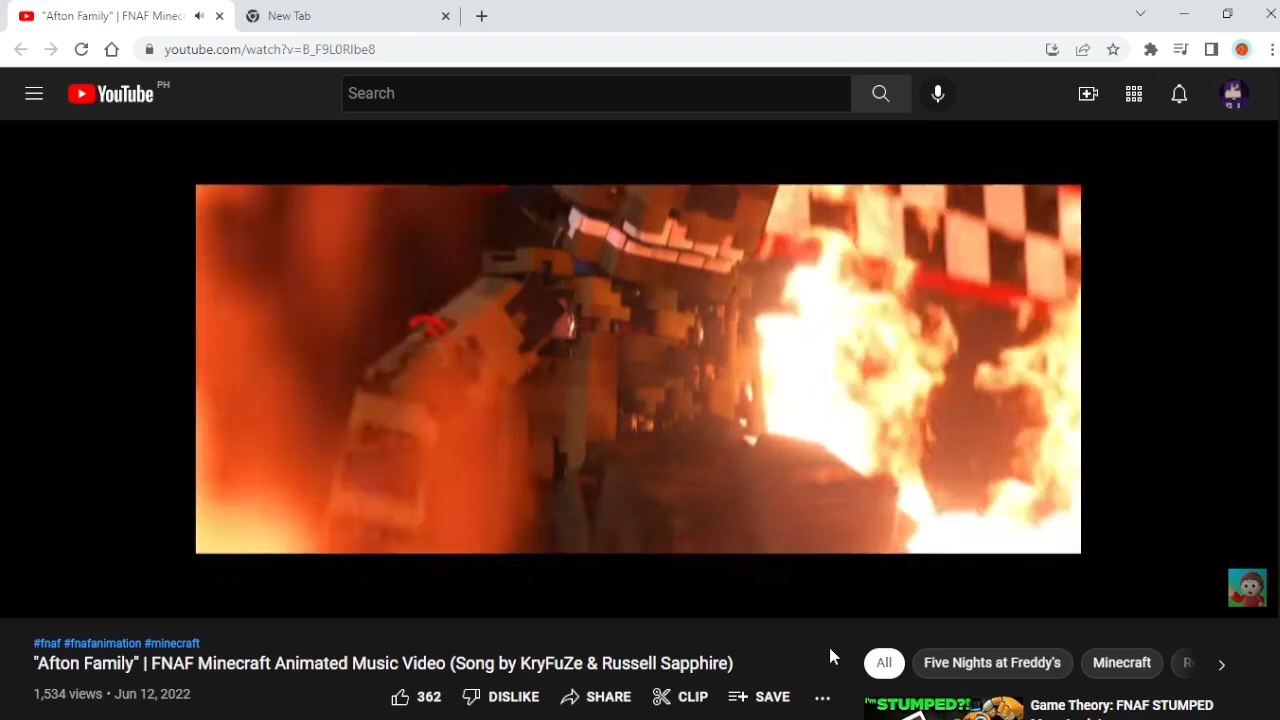 "Afton Family" | FNAF Minec
New Tab
youtube.com/watch?v=B_F9L0RIbe8
YouTube PH
Search
#fnaf #fnafanimation #minecraft
"Afton Family" | FNAF Minecraft Animated Music Video (Song by KryFuZe & Russell Sapphire)
1,534 views • Jun 12, 2022
362
DISLIKE
SHARE
CLIP
SAVE
All
Five Nights at Freddy's
Minecraft
I'm STUMPED?!
Game Theory: FNAF STUMPED